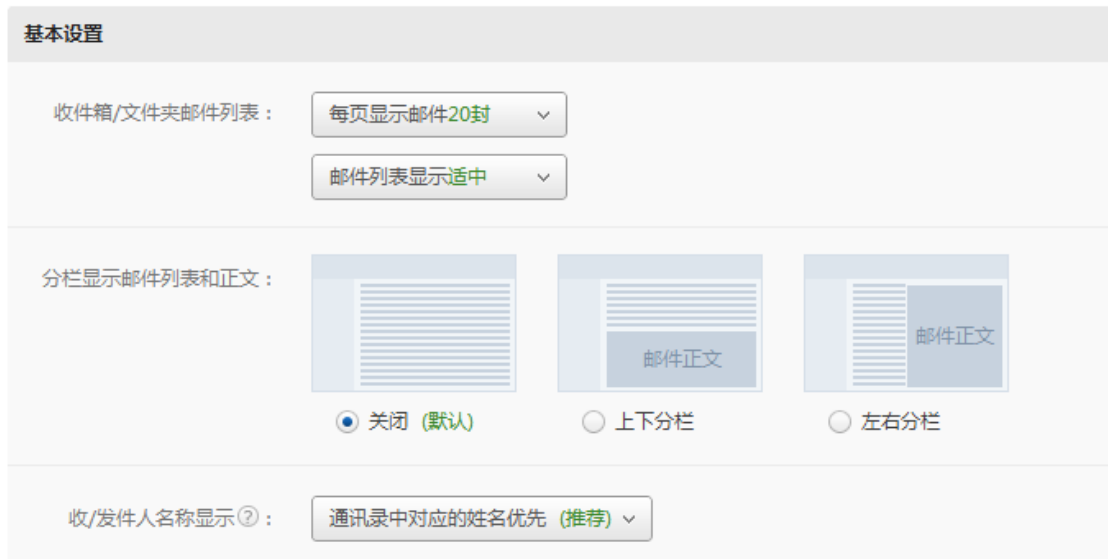 基本设置
收件箱/文件夹邮件列表：
每页显示邮件20封
邮件列表显示适中
分栏显示邮件列表和正文：
邮件正文
邮件正文
关闭 (默认)
上下分栏
左右分栏
收/发件人名称显示?：
通讯录中对应的姓名优先 (推荐)